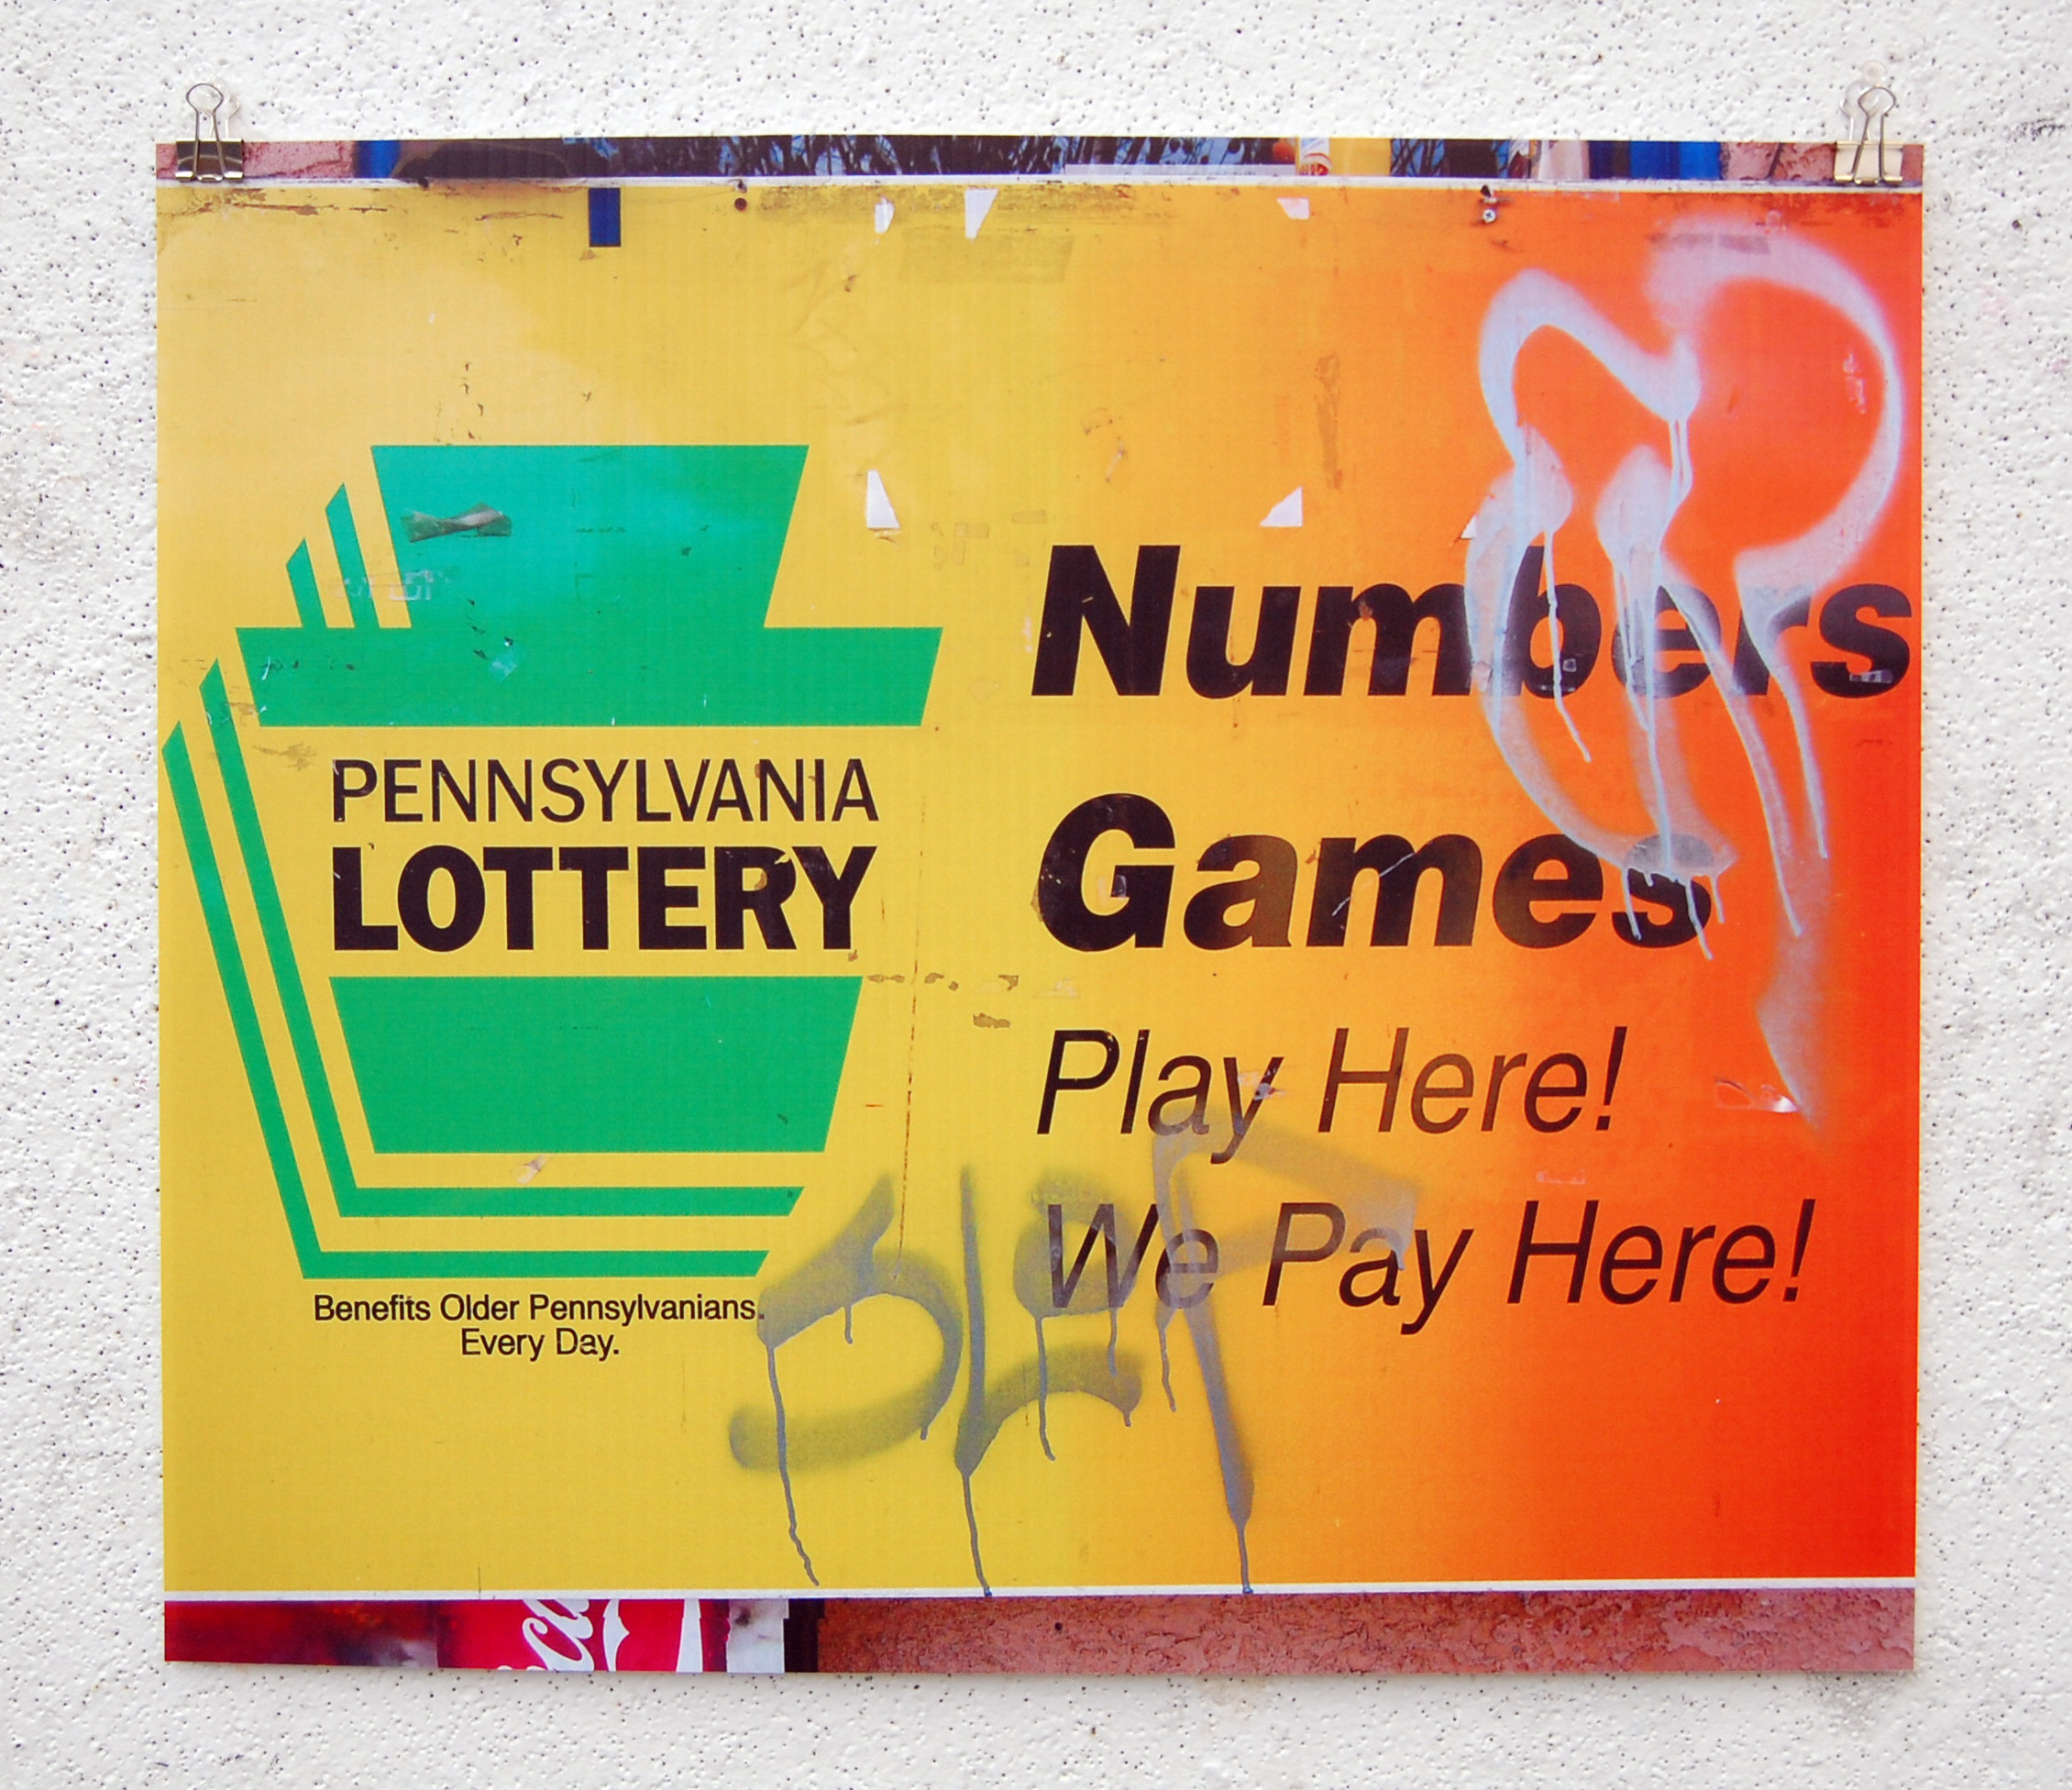 Numbers
PENNSYLVANIA
LOTTERY
Games
Play Here!
We Pay Here!
Benefits Older Pennsylvanians.
Every Day.